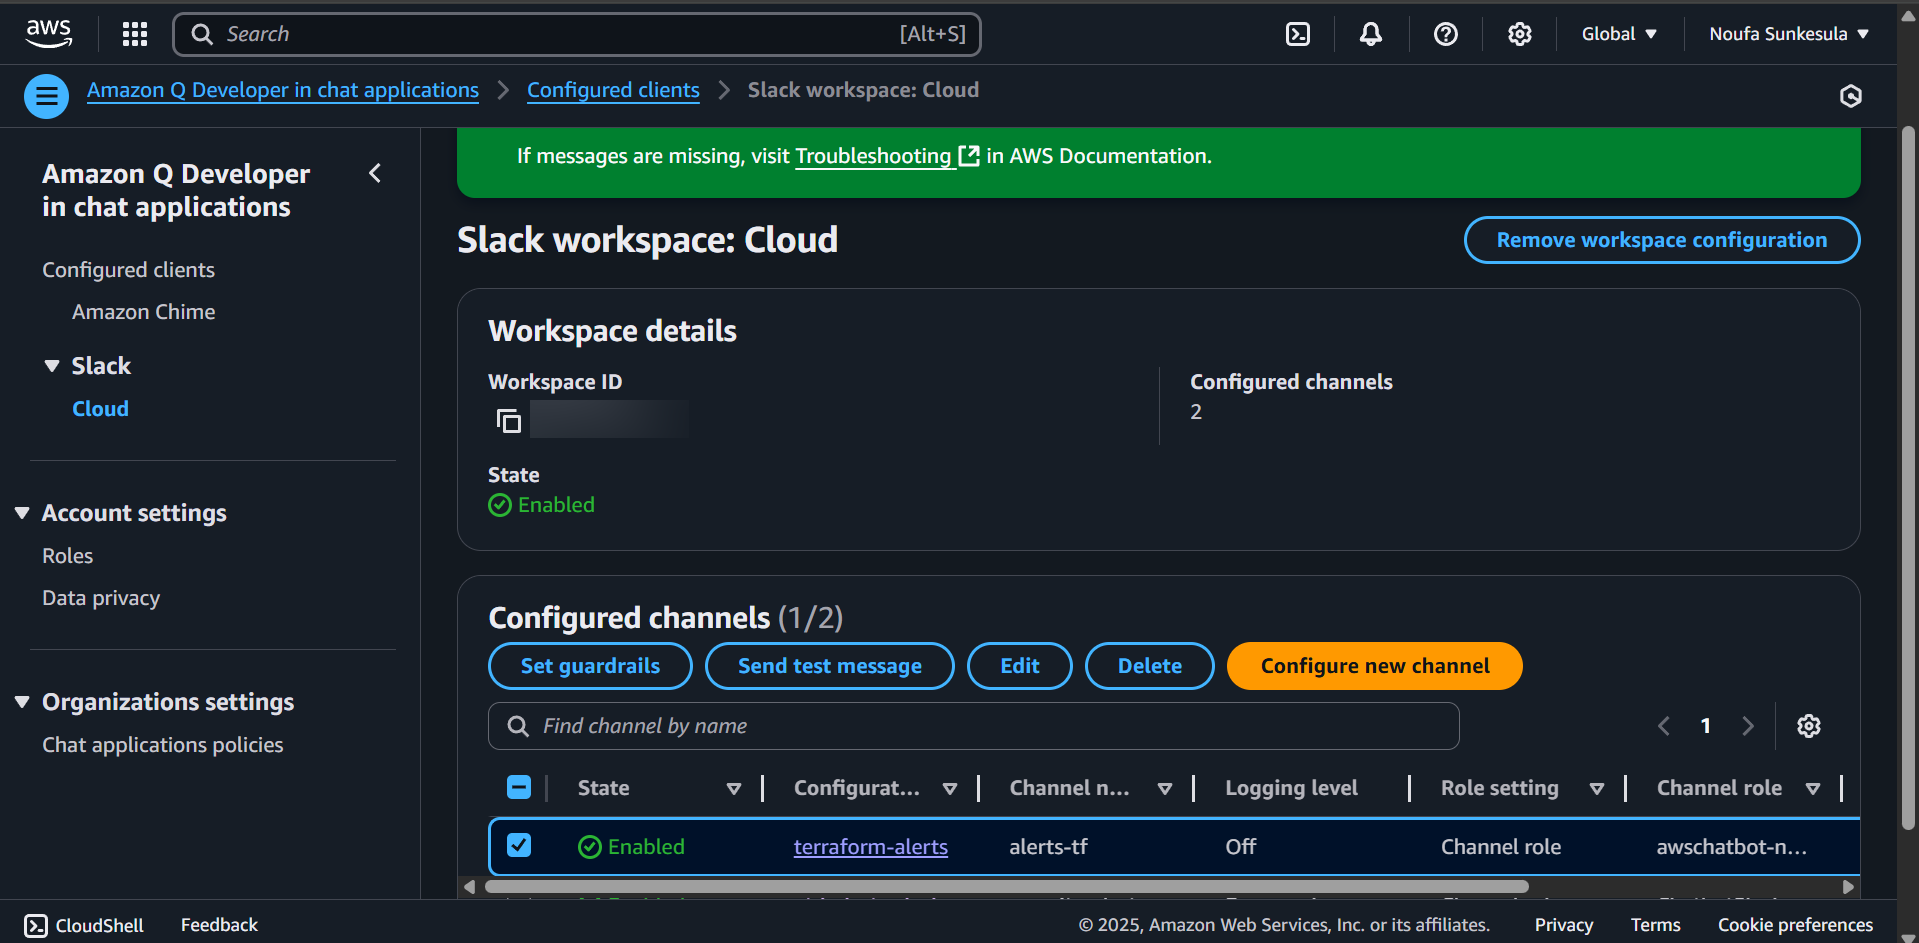 aws
Search
[Alt+S]
Global
Noufa Sunkesula
Amazon Q Developer in chat applications
Configured clients
Slack workspace: Cloud
Amazon Q Developer
in chat applications
Configured clients
Amazon Chime
Slack
Cloud
Account settings
Roles
Data privacy
Organizations settings
Chat applications policies
If messages are missing, visit Troubleshooting in AWS Documentation.
Slack workspace: Cloud
Remove workspace configuration
Workspace details
Workspace ID
Configured channels
2
State
Enabled
Configured channels (1/2)
Set guardrails
Send test message
Edit
Delete
Configure new channel
Find channel by name
1
State
Configurat...
Channel n...
Logging level
Role setting
Channel role
Enabled
terraform-alerts
alerts-tf
Off
Channel role
awschatbot-n...
CloudShell
Feedback
© 2025, Amazon Web Services, Inc. or its affiliates.
Privacy
Terms
Cookie preferences